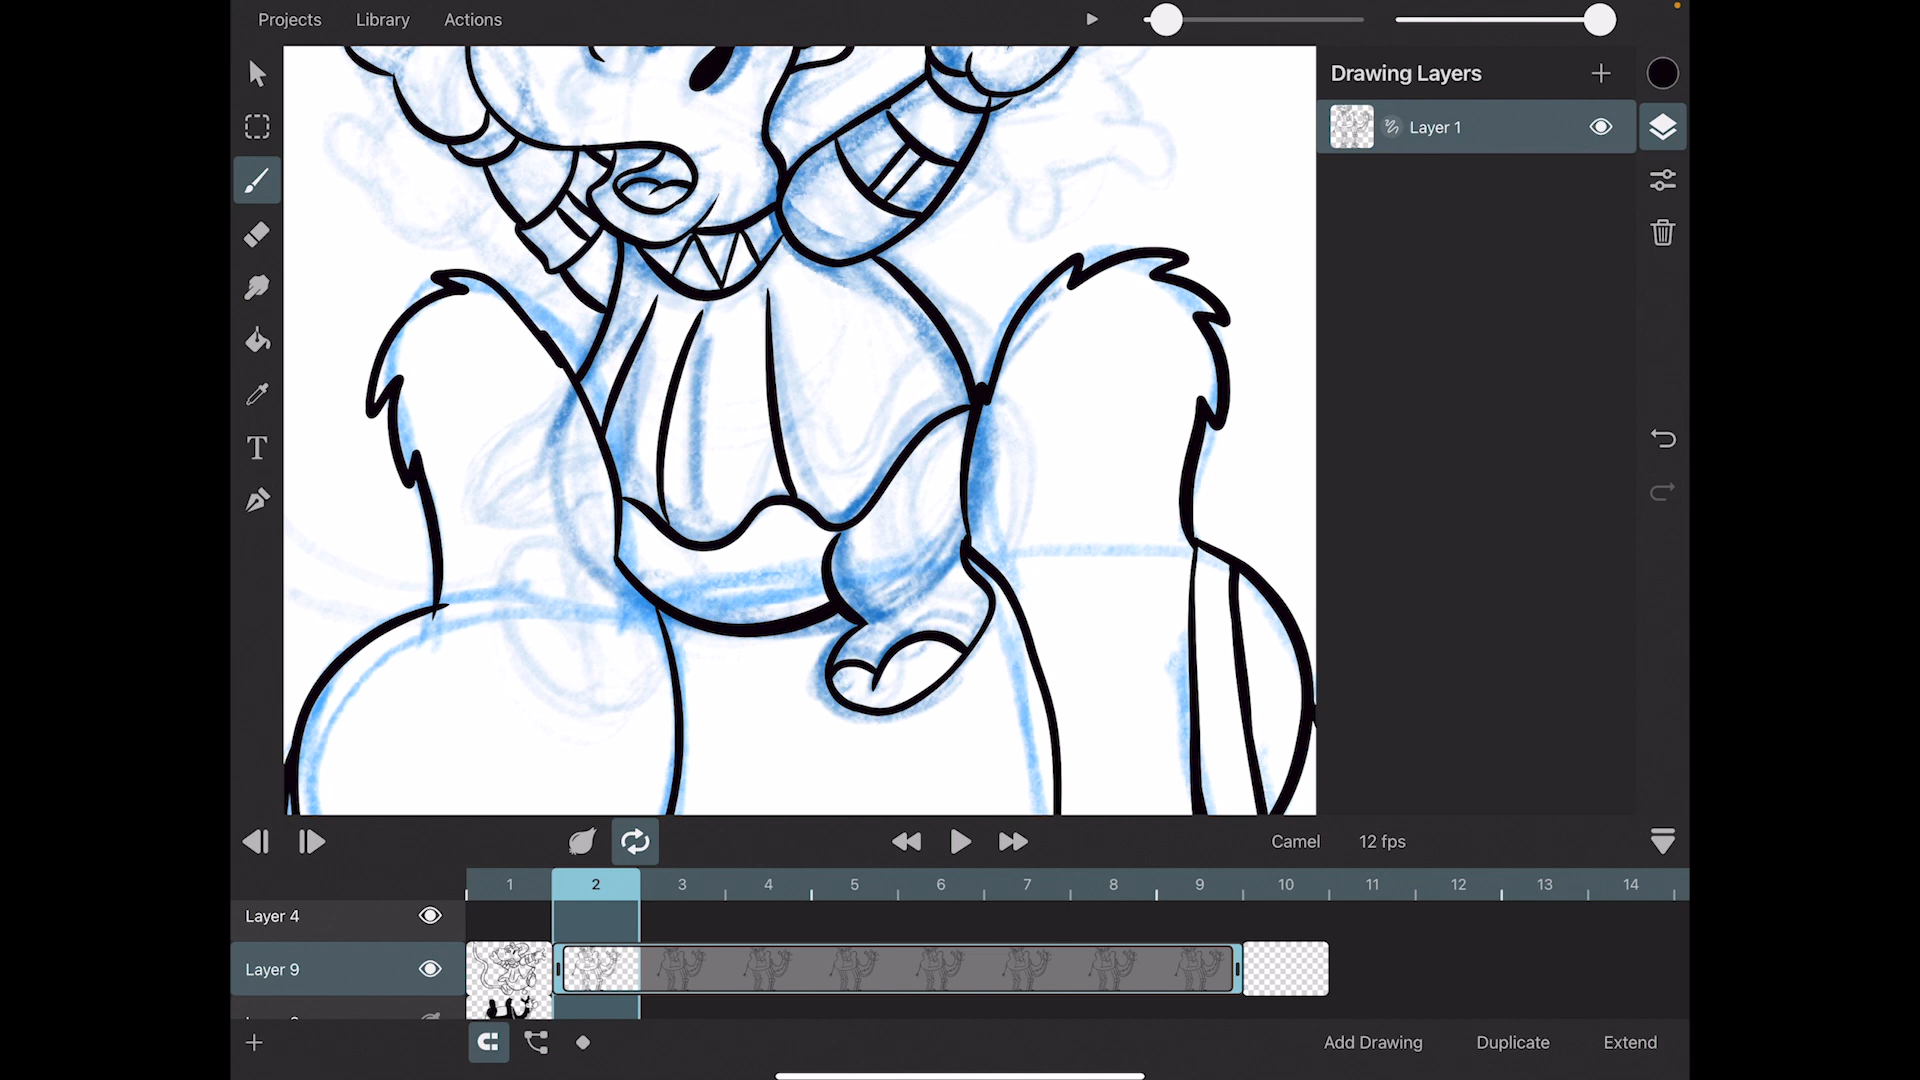 Projects Library Actions
Drawing Layers
Layer 1
T
Camel 12 fps
1 2 3 4 5 6 7 8 9 10 11 12 13 14
Layer 4
Layer 9
Add Drawing Duplicate Extend